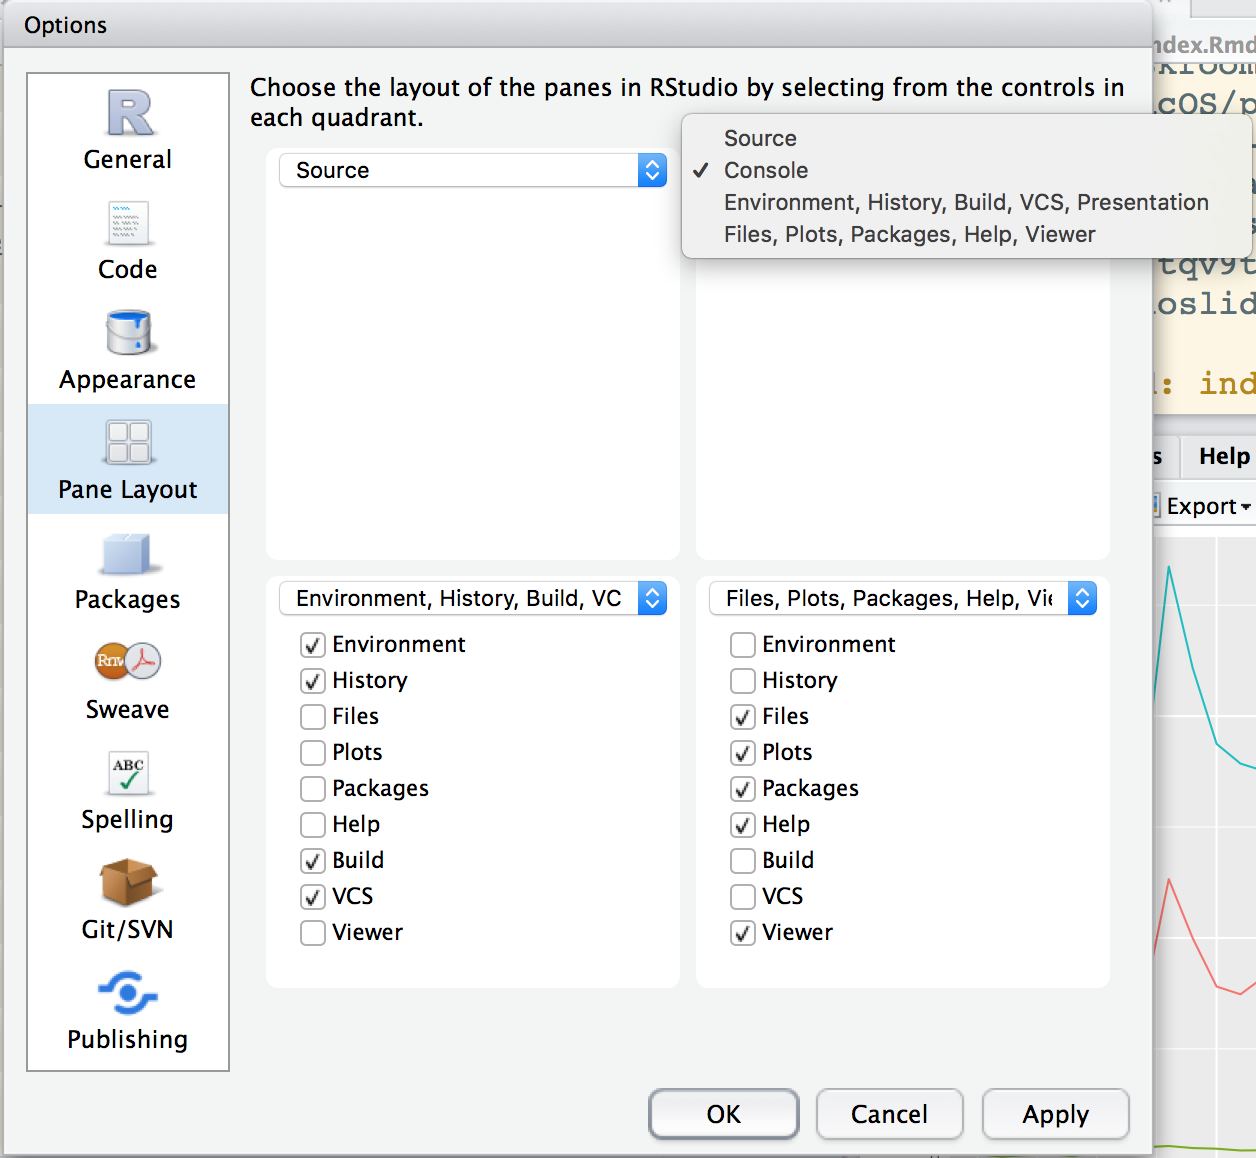 Options
General
Code
Appearance
Pane Layout
Packages
Rnw
Sweave
ABC
Spelling
Git/SVN
Publishing
Choose the layout of the panes in RStudio by selecting from the controls in
each quadrant.
Source
Source
Console
Environment, History, Build, VCS, Presentation
Files, Plots, Packages, Help, Viewer
Environment, History, Build, VC
Environment
History
Files
Plots
Packages
Help
Build
VCS
Viewer
Files, Plots, Packages, Help, Vie
Environment
History
Files
Plots
Packages
Help
Build
VCS
Viewer
OK
Cancel
Apply
ndex.Rmd
cOS/p
tqv9t
oslid
: ind
s
Help
Export